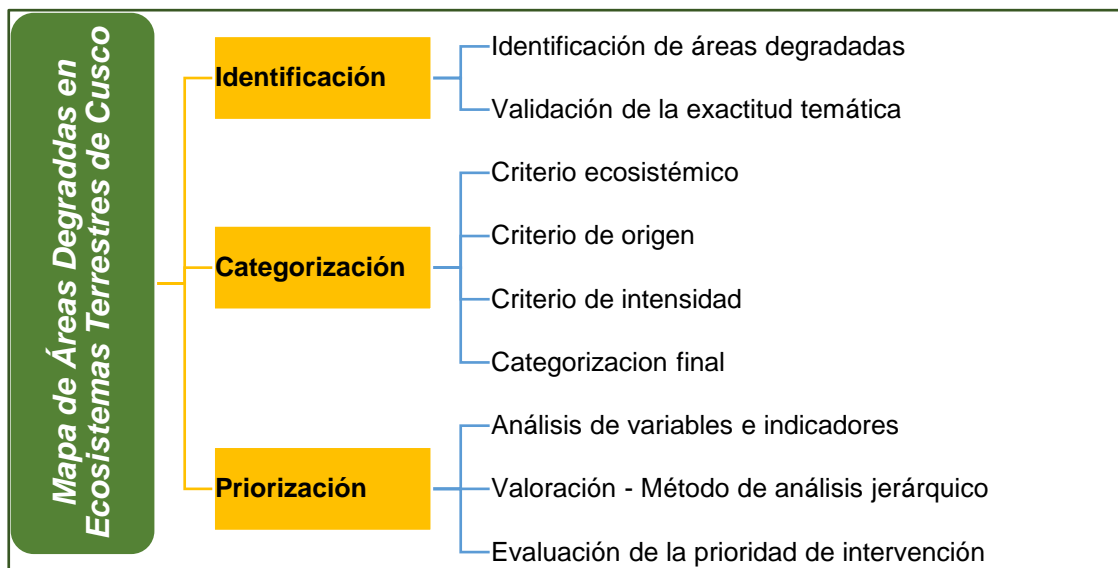 Mapa de Áreas Degraddas en
Ecosistemas Terrestres de Cusco
Identificación
Identificación de áreas degradadas
Validación de la exactitud temática
Categorización
Criterio ecosistémico
Criterio de origen
Criterio de intensidad
Categorizacion final
Priorización
Análisis de variables e indicadores
Valoración - Método de análisis jerárquico
Evaluación de la prioridad de intervención